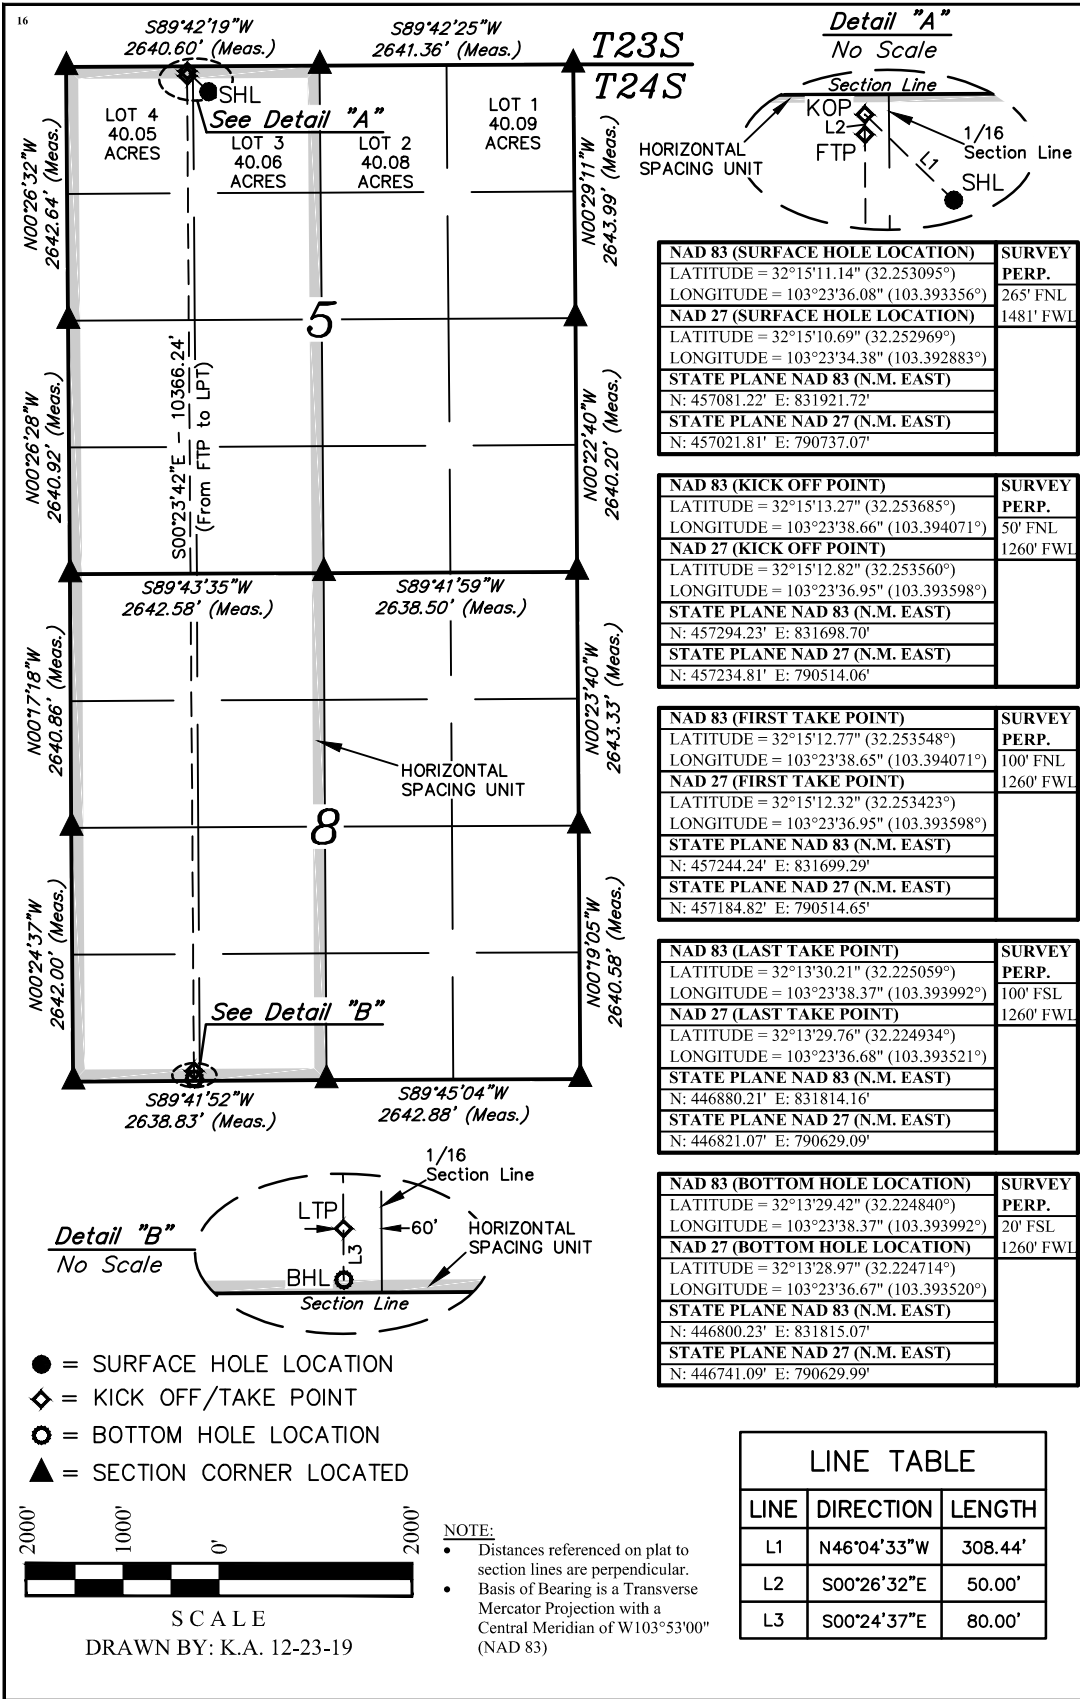 16
S89°42'19"W
2640.60' (Meas.)
S89°42'25"W
2641.36' (Meas.)
T23S
T24S
SHL
See Detail "A"
LOT 4
40.05
ACRES
LOT 3
40.06
ACRES
LOT 2
40.08
ACRES
LOT 1
40.09
ACRES
N00°26'32"W
2642.64' (Meas.)
N00°29'11"W
2643.99' (Meas.)
5
N00°26'28"W
2640.92' (Meas.)
S00°23'42"E - 10366.24'
(From FTP to LPT)
N00°22'40"W
2640.20' (Meas.)
S89°43'35"W
2642.58' (Meas.)
S89°41'59"W
2638.50' (Meas.)
N00°17'18"W
2640.86' (Meas.)
N00°23'40"W
2643.33' (Meas.)
HORIZONTAL
SPACING UNIT
8
N00°24'37"W
2642.00' (Meas.)
N00°19'05"W
2640.58' (Meas.)
See Detail "B"
S89°41'52"W
2638.83' (Meas.)
S89°45'04"W
2642.88' (Meas.)
Detail "A"
No Scale
Section Line
KOP
L2
FTP
HORIZONTAL
SPACING UNIT
1/16
Section Line
L1
SHL
NAD 83 (SURFACE HOLE LOCATION)
LATITUDE = 32°15'11.14" (32.253095°)
LONGITUDE = 103°23'36.08" (103.393356°)
NAD 27 (SURFACE HOLE LOCATION)
LATITUDE = 32°15'10.69" (32.252969°)
LONGITUDE = 103°23'34.38" (103.392883°)
STATE PLANE NAD 83 (N.M. EAST)
N: 457081.22' E: 831921.72'
STATE PLANE NAD 27 (N.M. EAST)
N: 457021.81' E: 790737.07'
SURVEY
PERP.
265' FNL
1481' FWL
NAD 83 (KICK OFF POINT)
LATITUDE = 32°15'13.27" (32.253685°)
LONGITUDE = 103°23'38.66" (103.394071°)
NAD 27 (KICK OFF POINT)
LATITUDE = 32°15'12.82" (32.253560°)
LONGITUDE = 103°23'36.95" (103.393598°)
STATE PLANE NAD 83 (N.M. EAST)
N: 457294.23' E: 831698.70'
STATE PLANE NAD 27 (N.M. EAST)
N: 457234.81' E: 790514.06'
SURVEY
PERP.
50' FNL
1260' FWL
NAD 83 (FIRST TAKE POINT)
LATITUDE = 32°15'12.77" (32.253548°)
LONGITUDE = 103°23'38.65" (103.394071°)
NAD 27 (FIRST TAKE POINT)
LATITUDE = 32°15'12.32" (32.253423°)
LONGITUDE = 103°23'36.95" (103.393598°)
STATE PLANE NAD 83 (N.M. EAST)
N: 457244.24' E: 831699.29'
STATE PLANE NAD 27 (N.M. EAST)
N: 457184.82' E: 790514.65'
SURVEY
PERP.
100' FNL
1260' FWL
NAD 83 (LAST TAKE POINT)
LATITUDE = 32°13'30.21" (32.225059°)
LONGITUDE = 103°23'38.37" (103.393992°)
NAD 27 (LAST TAKE POINT)
LATITUDE = 32°13'29.76" (32.224934°)
LONGITUDE = 103°23'36.68" (103.393521°)
STATE PLANE NAD 83 (N.M. EAST)
N: 446880.21' E: 831814.16'
STATE PLANE NAD 27 (N.M. EAST)
N: 446821.07' E: 790629.09'
SURVEY
PERP.
100' FSL
1260' FWL
NAD 83 (BOTTOM HOLE LOCATION)
LATITUDE = 32°13'29.42" (32.224840°)
LONGITUDE = 103°23'38.37" (103.393992°)
NAD 27 (BOTTOM HOLE LOCATION)
LATITUDE = 32°13'28.97" (32.224714°)
LONGITUDE = 103°23'36.67" (103.393520°)
STATE PLANE NAD 83 (N.M. EAST)
N: 446800.23' E: 831815.07'
STATE PLANE NAD 27 (N.M. EAST)
N: 446741.09' E: 790629.99'
SURVEY
PERP.
20' FSL
1260' FWL
Detail "B"
No Scale
1/16
Section Line
LTP
60'
L3
HORIZONTAL
SPACING UNIT
BHL
Section Line
= SURFACE HOLE LOCATION
= KICK OFF/TAKE POINT
= BOTTOM HOLE LOCATION
= SECTION CORNER LOCATED
2000' 1000' 0' 2000'
SCALE
DRAWN BY: K.A. 12-23-19
NOTE:
• Distances referenced on plat to
section lines are perpendicular.
• Basis of Bearing is a Transverse
Mercator Projection with a
Central Meridian of W103°53'00"
(NAD 83)
LINE TABLE
LINE DIRECTION LENGTH
L1 N46°04'33"W 308.44'
L2 S00°26'32"E 50.00'
L3 S00°24'37"E 80.00'